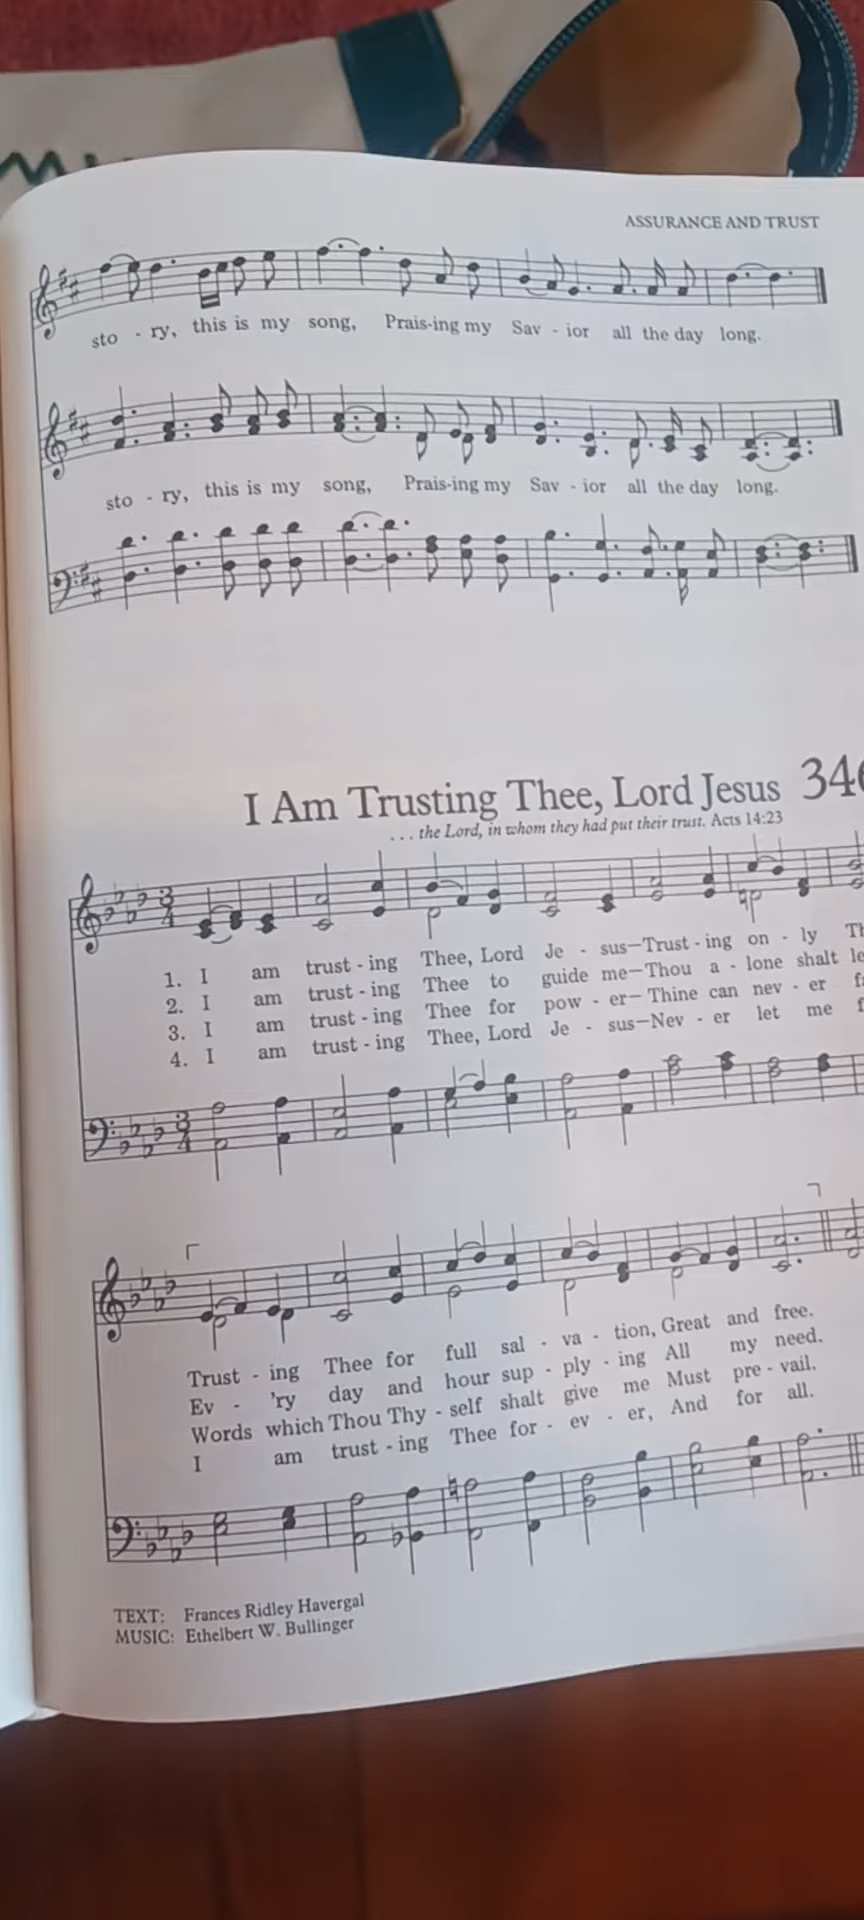 ASSURANCE AND TRUST
sto - ry, this is my song, Prais-ing my Sav - ior all the day long.
sto - ry, this is my song, Prais-ing my Sav - ior all the day long.
I Am Trusting Thee, Lord Jesus
... the Lord, in whom they had put their trust. Acts 14:23
1. I am trust - ing Thee, Lord Je - sus—Trust - ing on - ly
2. I am trust - ing Thee to guide me—Thou a - lone shalt
3. I am trust - ing Thee for pow - er— Thine can nev - er
4. I am trust - ing Thee, Lord Je - sus—Nev - er let me
Trust - ing Thee for full sal - va - tion, Great and free.
Ev - 'ry day and hour sup - ply - ing All my need.
Words which Thou Thy - self shalt give me Must pre - vail.
I am trust - ing Thee for - ev - er, And for all.
TEXT: Frances Ridley Havergal
MUSIC: Ethelbert W. Bullinger